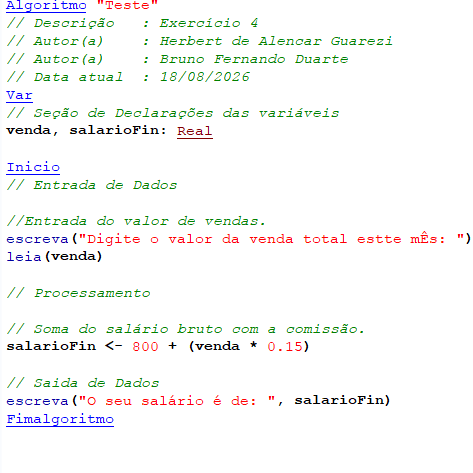 Algoritmo "Teste"
// Descrição   : Exercício 4
// Autor(a)    : Herbert de Alencar Guarezi
// Autor(a)    : Bruno Fernando Duarte
// Data atual  : 18/08/2026
Var
// Seção de Declarações das variáveis
venda, salarioFin: Real
Inicio
// Entrada de Dados
//Entrada do valor de vendas.
escreva("Digite o valor da venda total estte mÊs: ")
leia(venda)
// Processamento
// Soma do salário bruto com a comissão.
salarioFin <- 800 + (venda * 0.15)
// Saida de Dados
escreva("O seu salário é de: ", salarioFin)
Fimalgoritmo